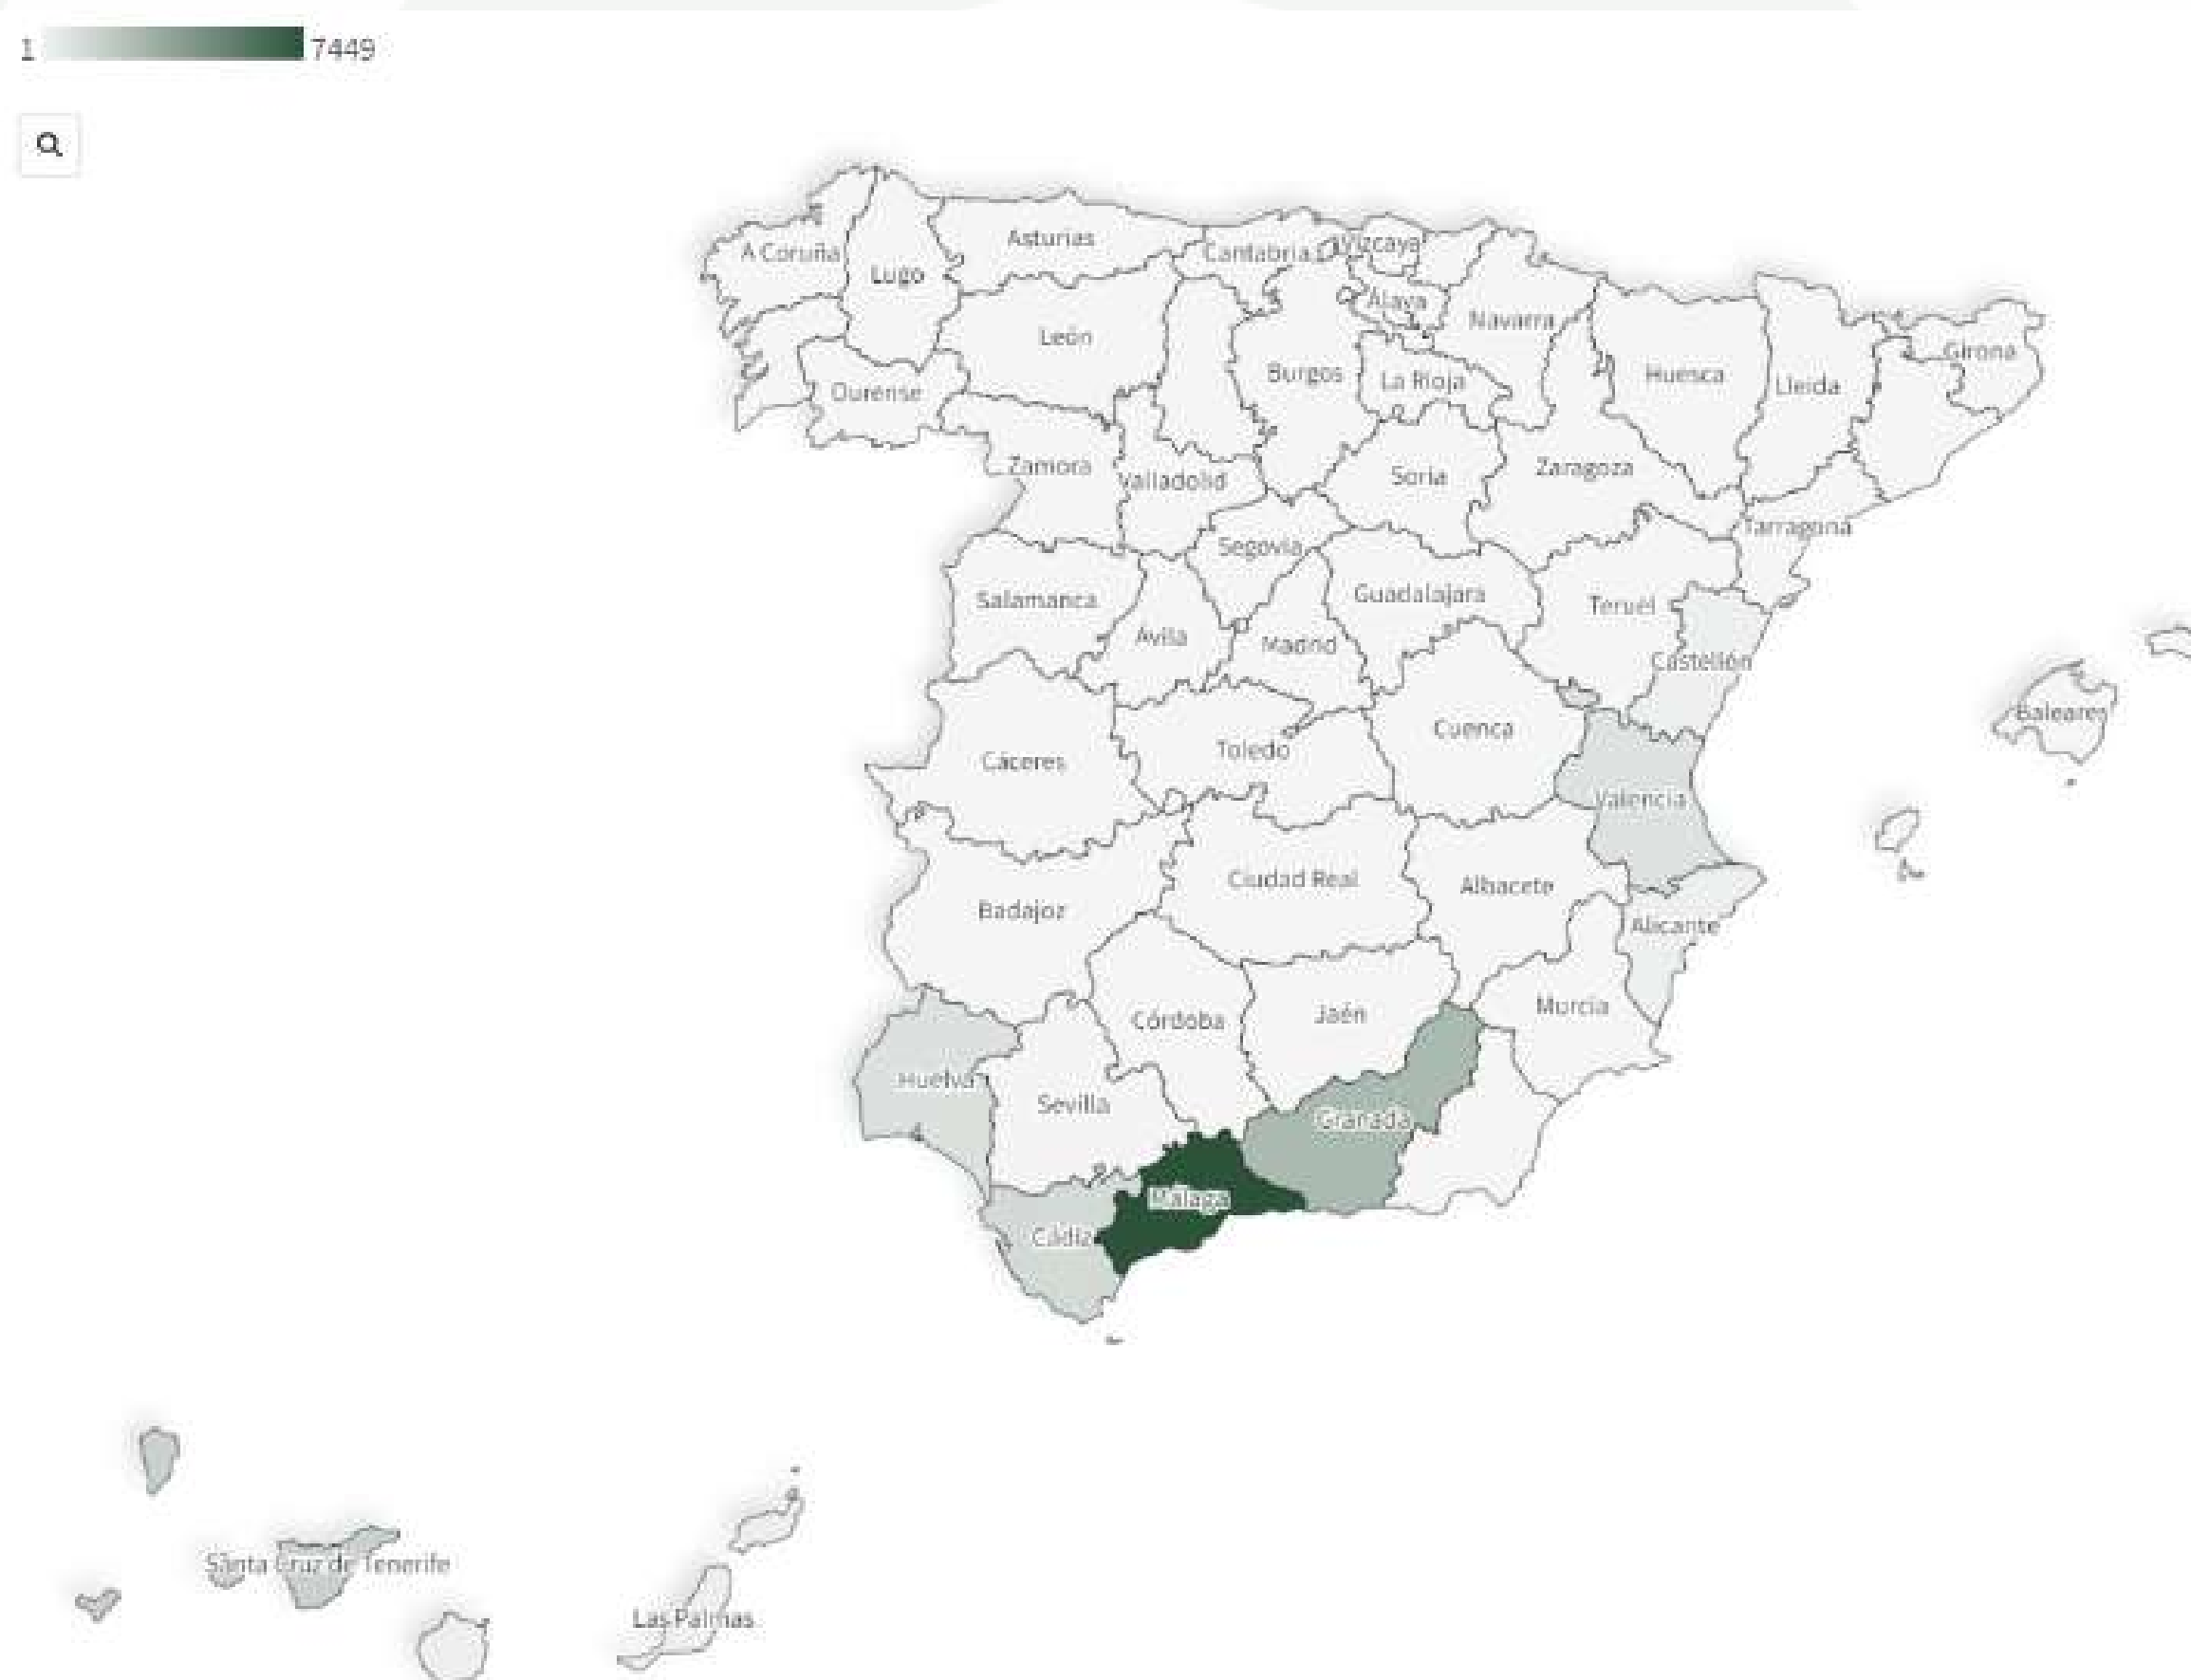 1 7449
Asturias
Cantabria
Vizcaya
A Coruña
Lugo
Álava
Navarra
León
Girona
Burgos
La Rioja
Huesca
Lleida
Ourense
Zamora
Valladolid
Soria
Zaragoza
Tarragona
Segovia
Salamanca
Guadalajara
Teruel
Ávila
Madrid
Castellón
Baleares
Cuenca
Toledo
Cáceres
Valencia
Ciudad Real
Albacete
Badajoz
Alicante
Murcia
Córdoba
Jaén
Huelva
Sevilla
Granada
Málaga
Cádiz
Santa Cruz de Tenerife
Las Palmas